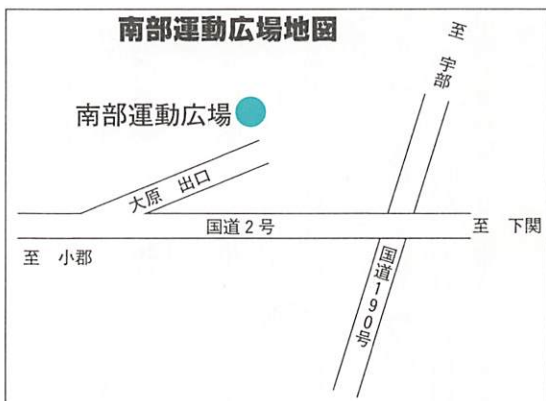 南部運動広場地図
至 宇部
南部運動広場
大原 出口
国道2号
至 下関
至 小郡
国道190号